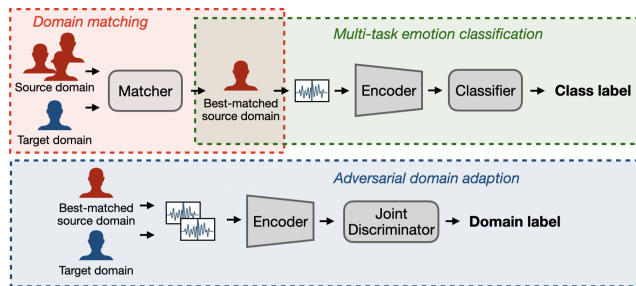 Domain matching
Multi-task emotion classification
Source domain
Target domain
Matcher
Best-matched
source domain
Encoder
Classifier
Class label
Adversarial domain adaption
Best-matched
source domain
Target domain
Encoder
Joint
Discriminator
Domain label